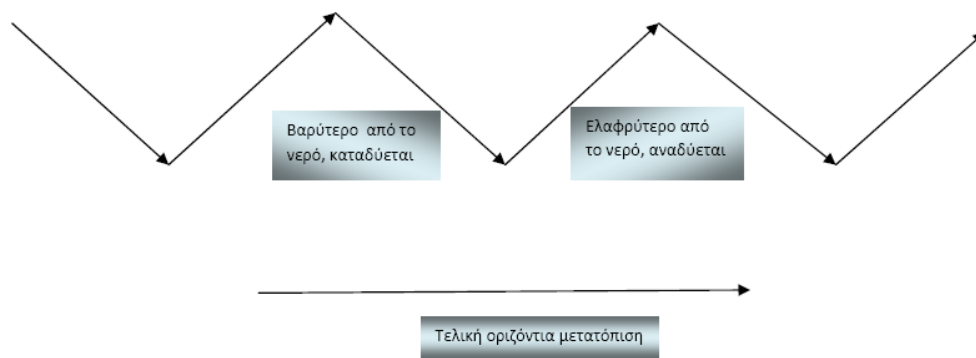 Βαρύτερο από το
νερό, καταδύεται
Ελαφρύτερο από
το νερό, αναδύεται
Τελική οριζόντια μετατόπιση